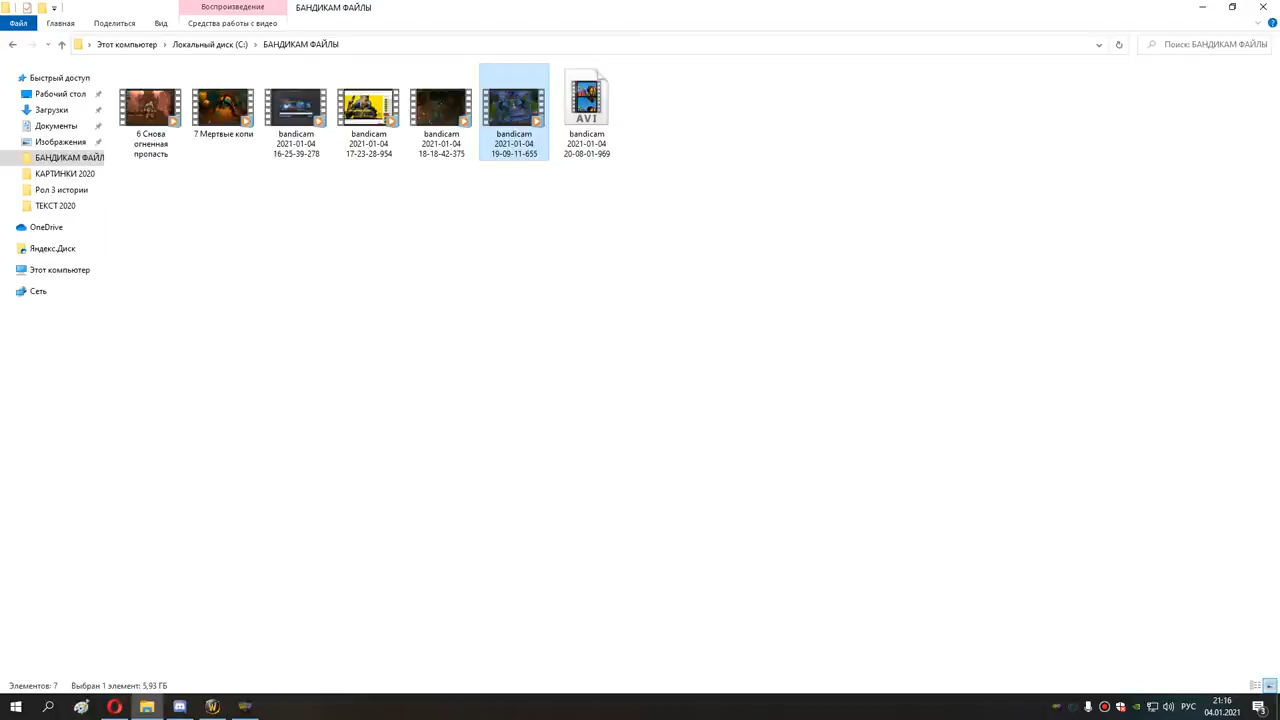 Воспроизведение
БАНДИКАМ ФАЙЛЫ
Файл
Главная
Поделиться
Вид
Средства работы с видео
Этот компьютер
Локальный диск (C:)
БАНДИКАМ ФАЙЛЫ
Поиск: БАНДИКАМ ФАЙЛЫ
Быстрый доступ
Рабочий стол
Загрузки
Документы
Изображения
БАНДИКАМ ФАЙЛ
КАРТИНКИ 2020
Рол 3 истории
ТЕКСТ 2020
OneDrive
Яндекс.Диск
Этот компьютер
Сеть
6 Снова
огненная
пропасть
7 Мертвые копи
bandicam
2021-01-04
16-25-39-278
bandicam
2021-01-04
17-23-28-954
bandicam
2021-01-04
18-18-42-375
bandicam
2021-01-04
19-09-11-655
AVI
bandicam
2021-01-04
20-08-01-969
Элементов: 7
Выбран 1 элемент: 5,93 ГБ
РУС
21:16
04.01.2021
3